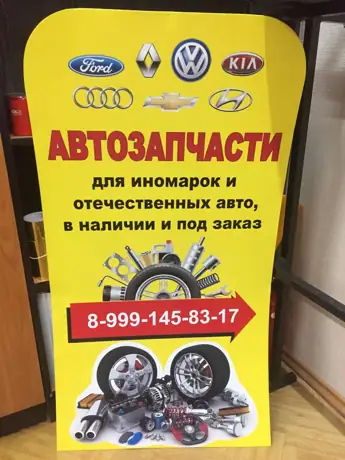 Ford
KIA
АВТОЗАПЧАСТИ
для иномарок и
отечественных авто,
в наличии и под заказ
8-999-145-83-17